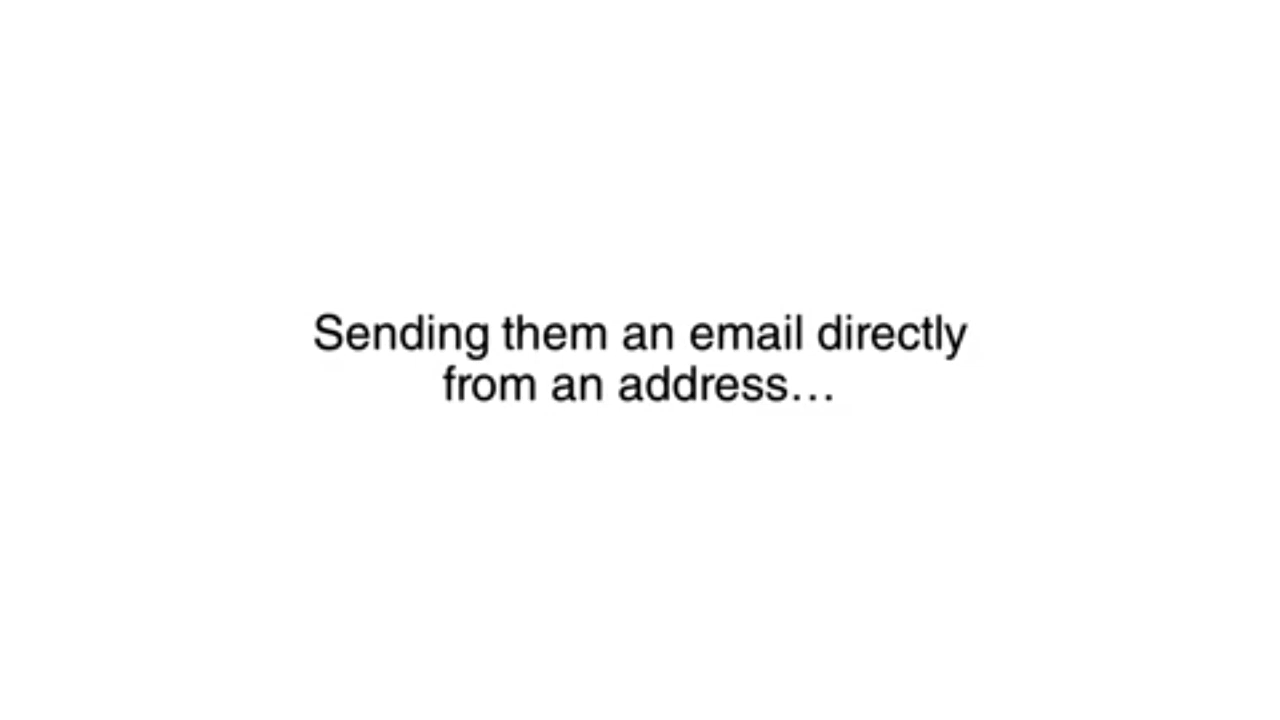 Sending them an email directly
from an address…